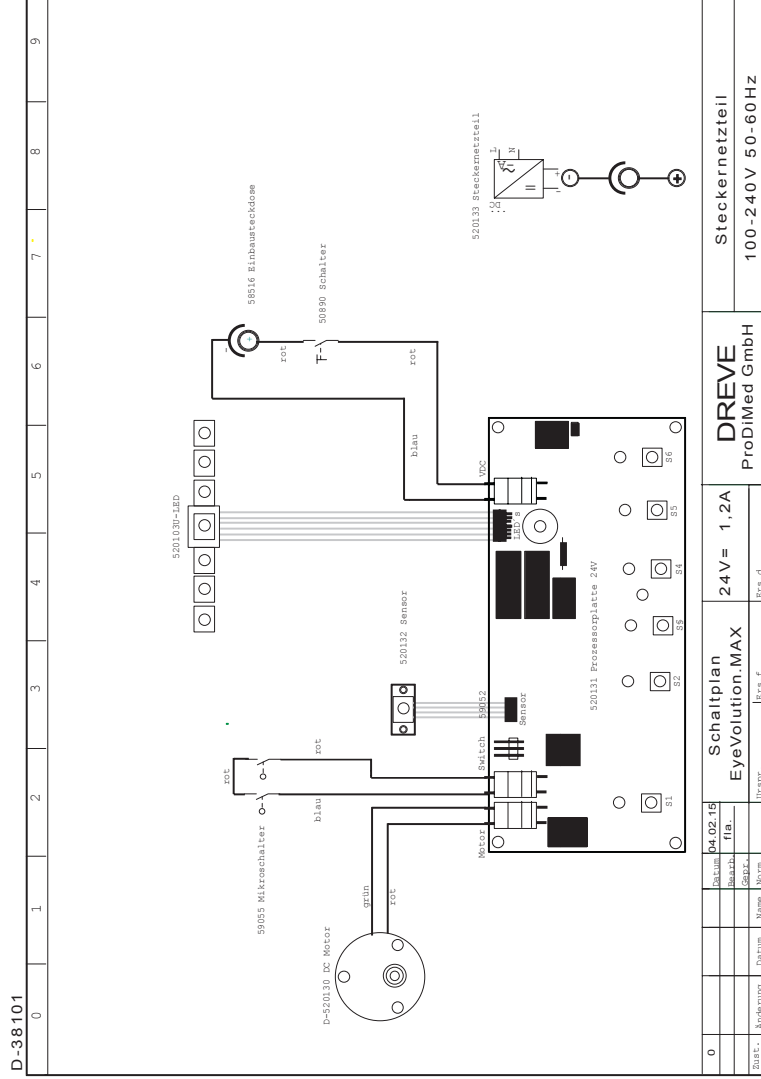 D-38101
0 1 2 3 4 5 6 7 8 9
520103U-LED
58516 Einbausteckdose
-
+
rot
50890 Schalter
rot
blau
520133 Steckernetzteil
L
N
DC
A
+
-
-
+
59055 Mikroschalter
rot
rot
blau
520132 Sensor
D-520130 DC Motor
grün
rot
Motor
Switch
59052
Sensor
LED's
VDC
520131 Prozessorplatte 24V
S1
S2
S4
S5
S6
0
Zust.
Änderung
Datum
Name
Norm
Datum
04.02.15
Bearb.
fla.
Gepr.
Urspr.
Schaltplan
EyeVolution.MAX
24V= 1,2A
DREVE
ProDiMed GmbH
Steckernetzteil
100-240V 50-60Hz